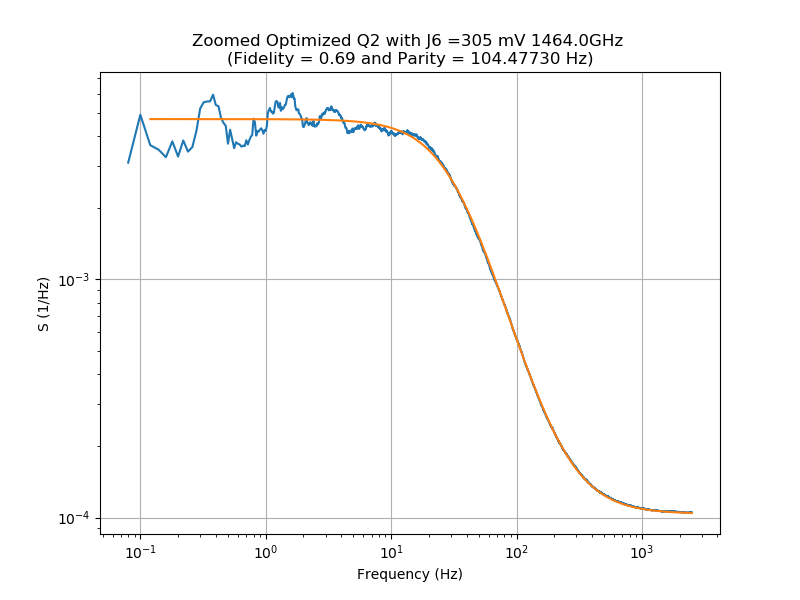 Zoomed Optimized Q2 with J6 =305 mV 1464.0GHz
(Fidelity = 0.69 and Parity = 104.47730 Hz)
S (1/Hz)
10⁻³
10⁻⁴
10⁻¹ 10⁰ 10¹ 10² 10³
Frequency (Hz)